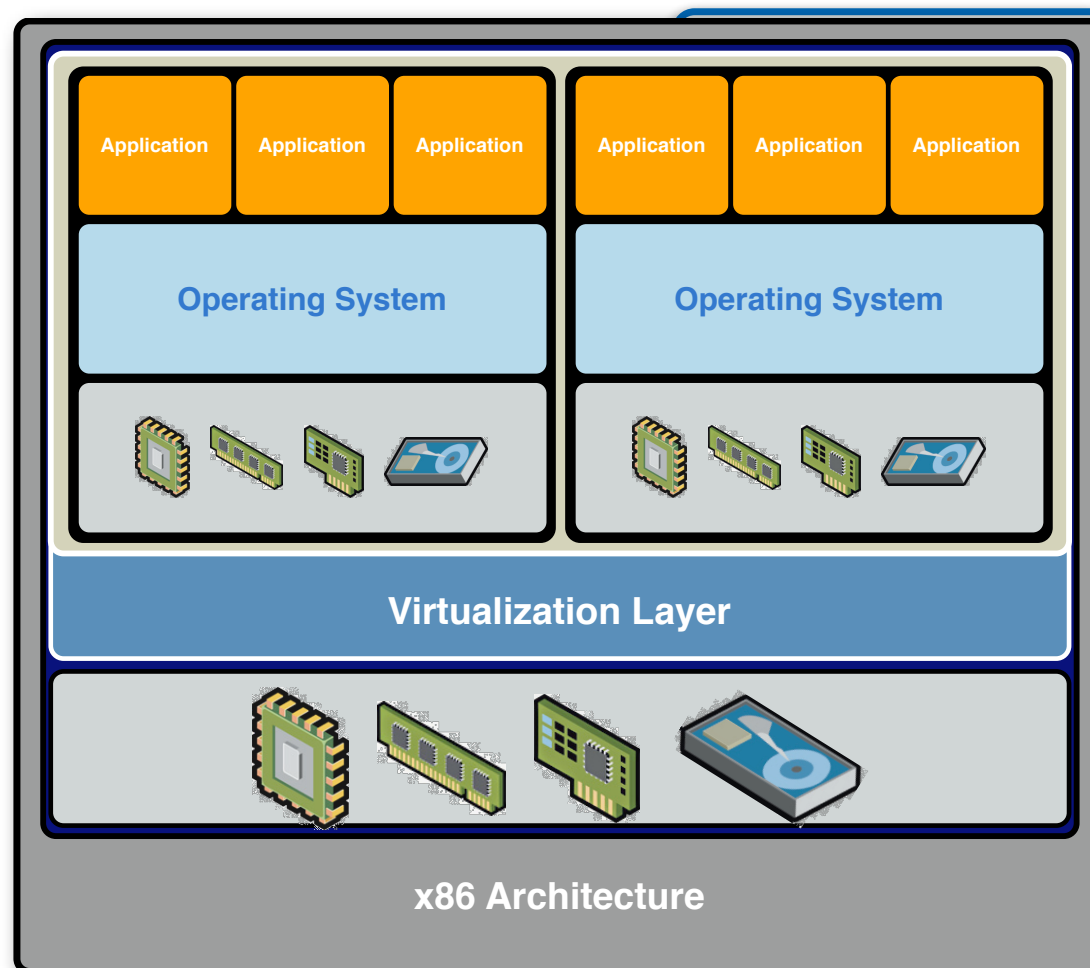 Application Application Application Application Application Application
Operating System Operating System
Virtualization Layer
x86 Architecture